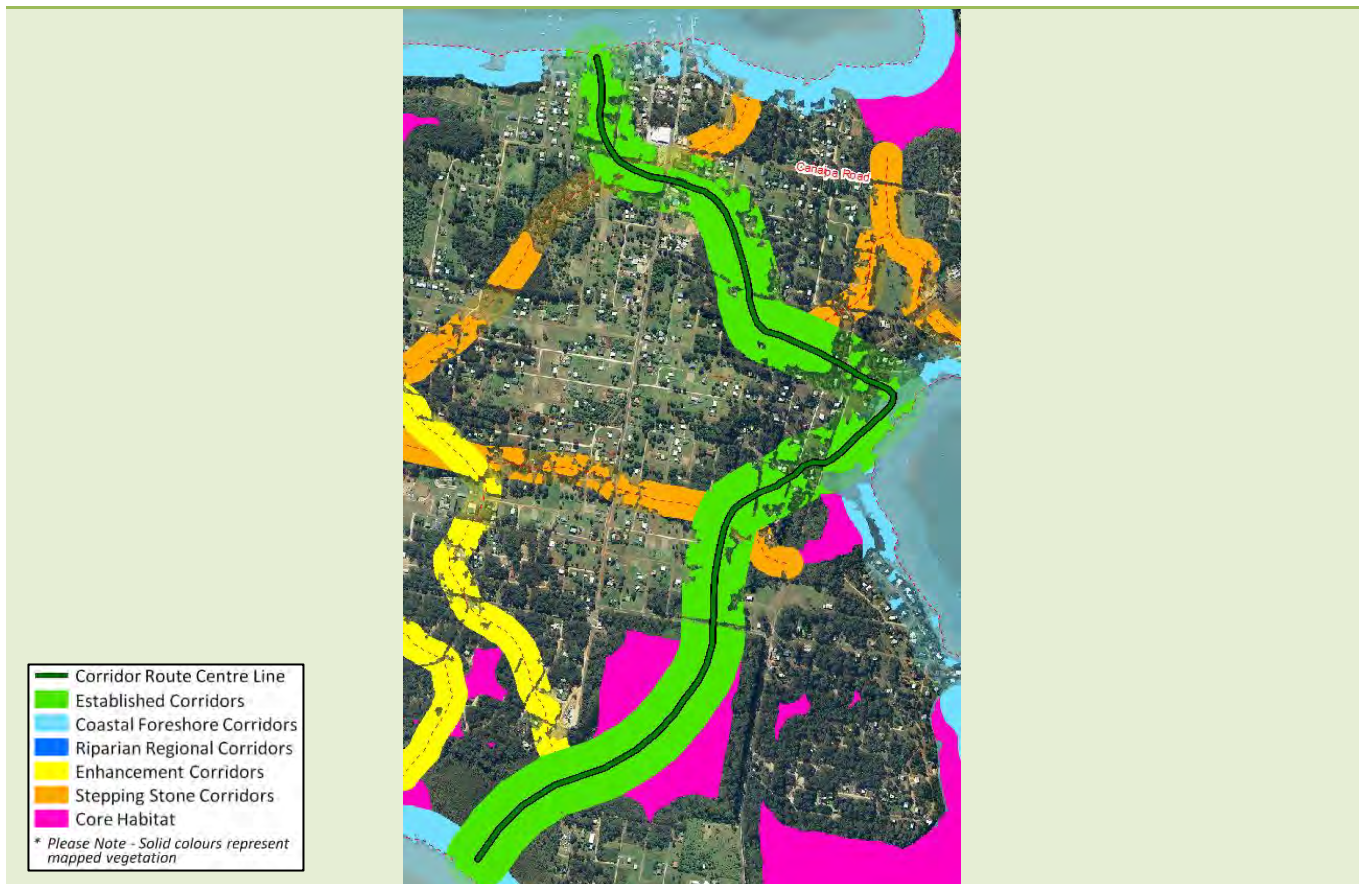 Canaipa Road
Corridor Route Centre Line
Established Corridors
Coastal Foreshore Corridors
Riparian Regional Corridors
Enhancement Corridors
Stepping Stone Corridors
Core Habitat
* Please Note - Solid colours represent
mapped vegetation